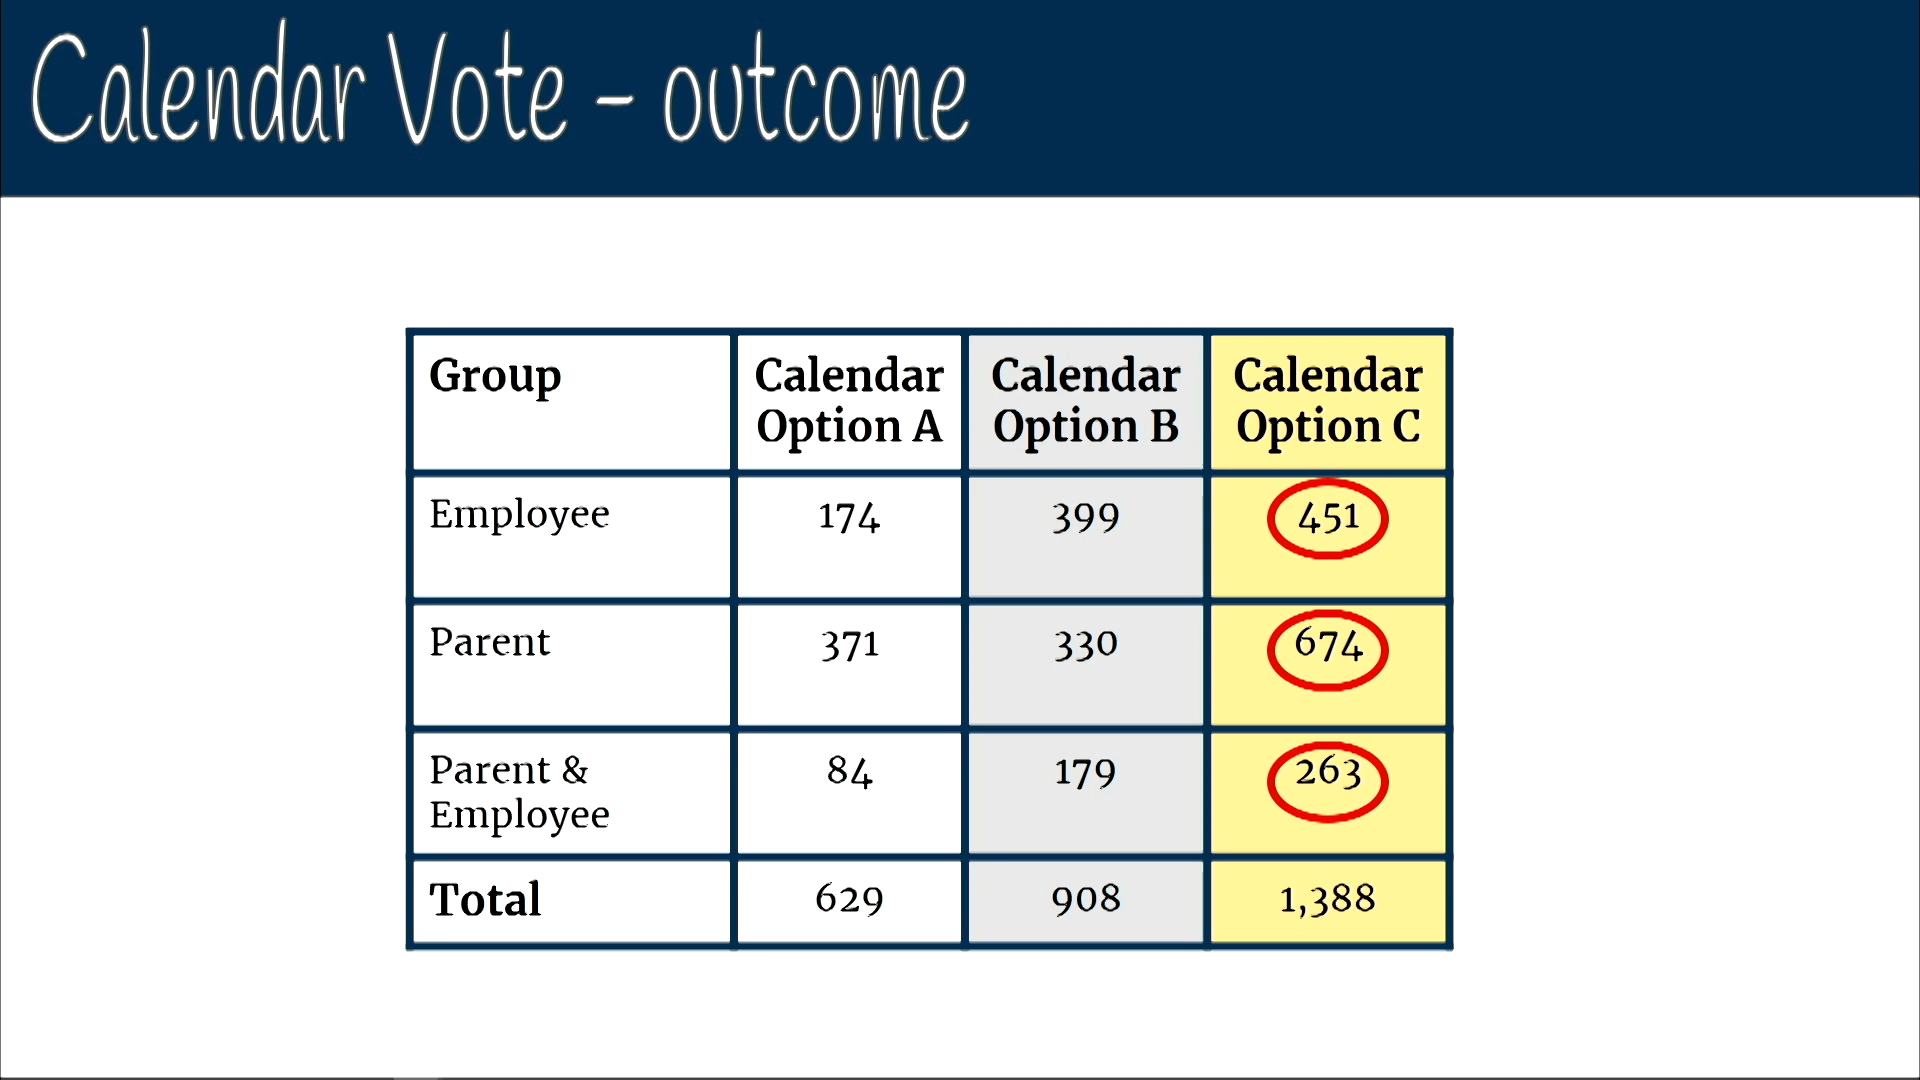 Calendar Vote - outcome
Group Calendar Option A Calendar Option B Calendar Option C
Employee 174 399 451
Parent 371 330 674
Parent & Employee 84 179 263
Total 629 908 1,388